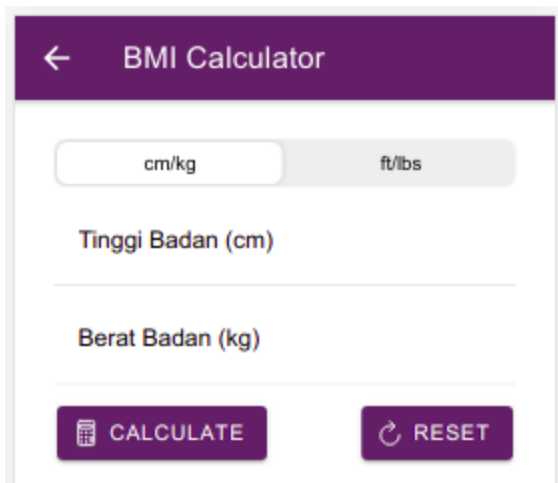 BMI Calculator
cm/kg ft/lbs
Tinggi Badan (cm)
Berat Badan (kg)
CALCULATE RESET